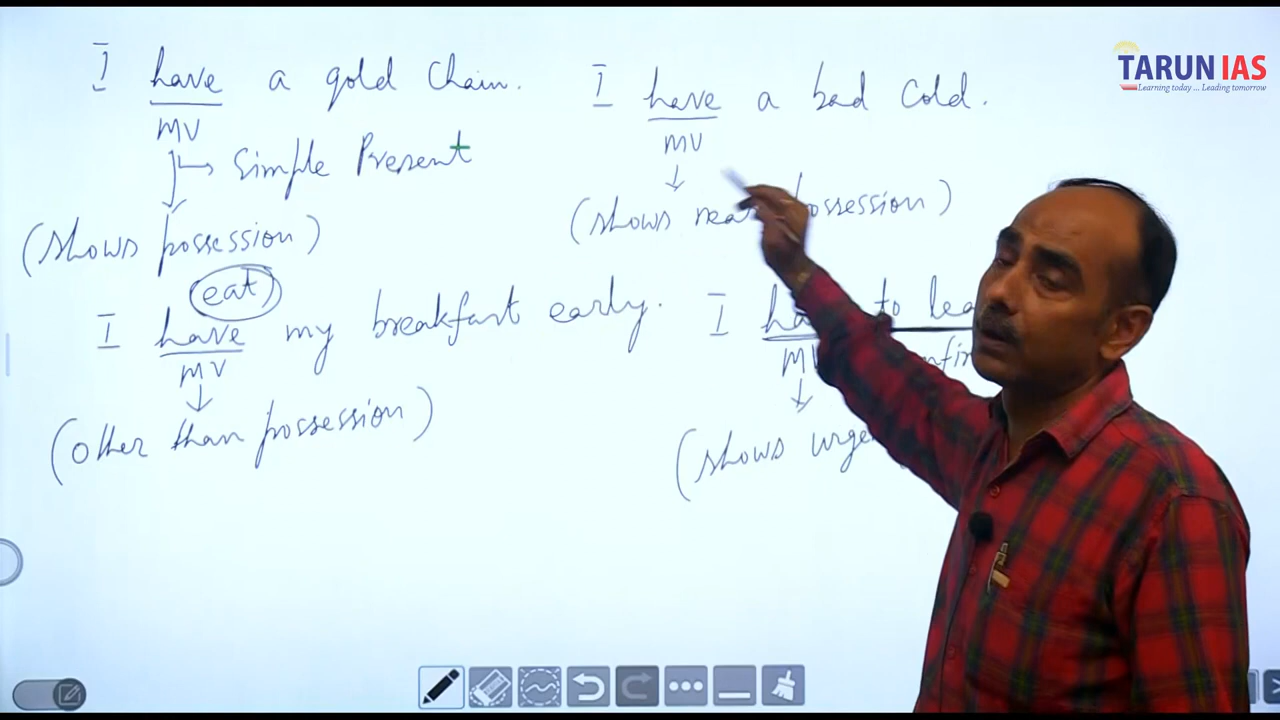 I have a gold chain.
MV
Simple Present
(shows possession)
I have a bad cold.
MV
(shows possession)
eat
I have my breakfast early.
MV
(other than possession)
I to
MV
(shows
TARUN IAS
Learning today ... Leading tomorrow